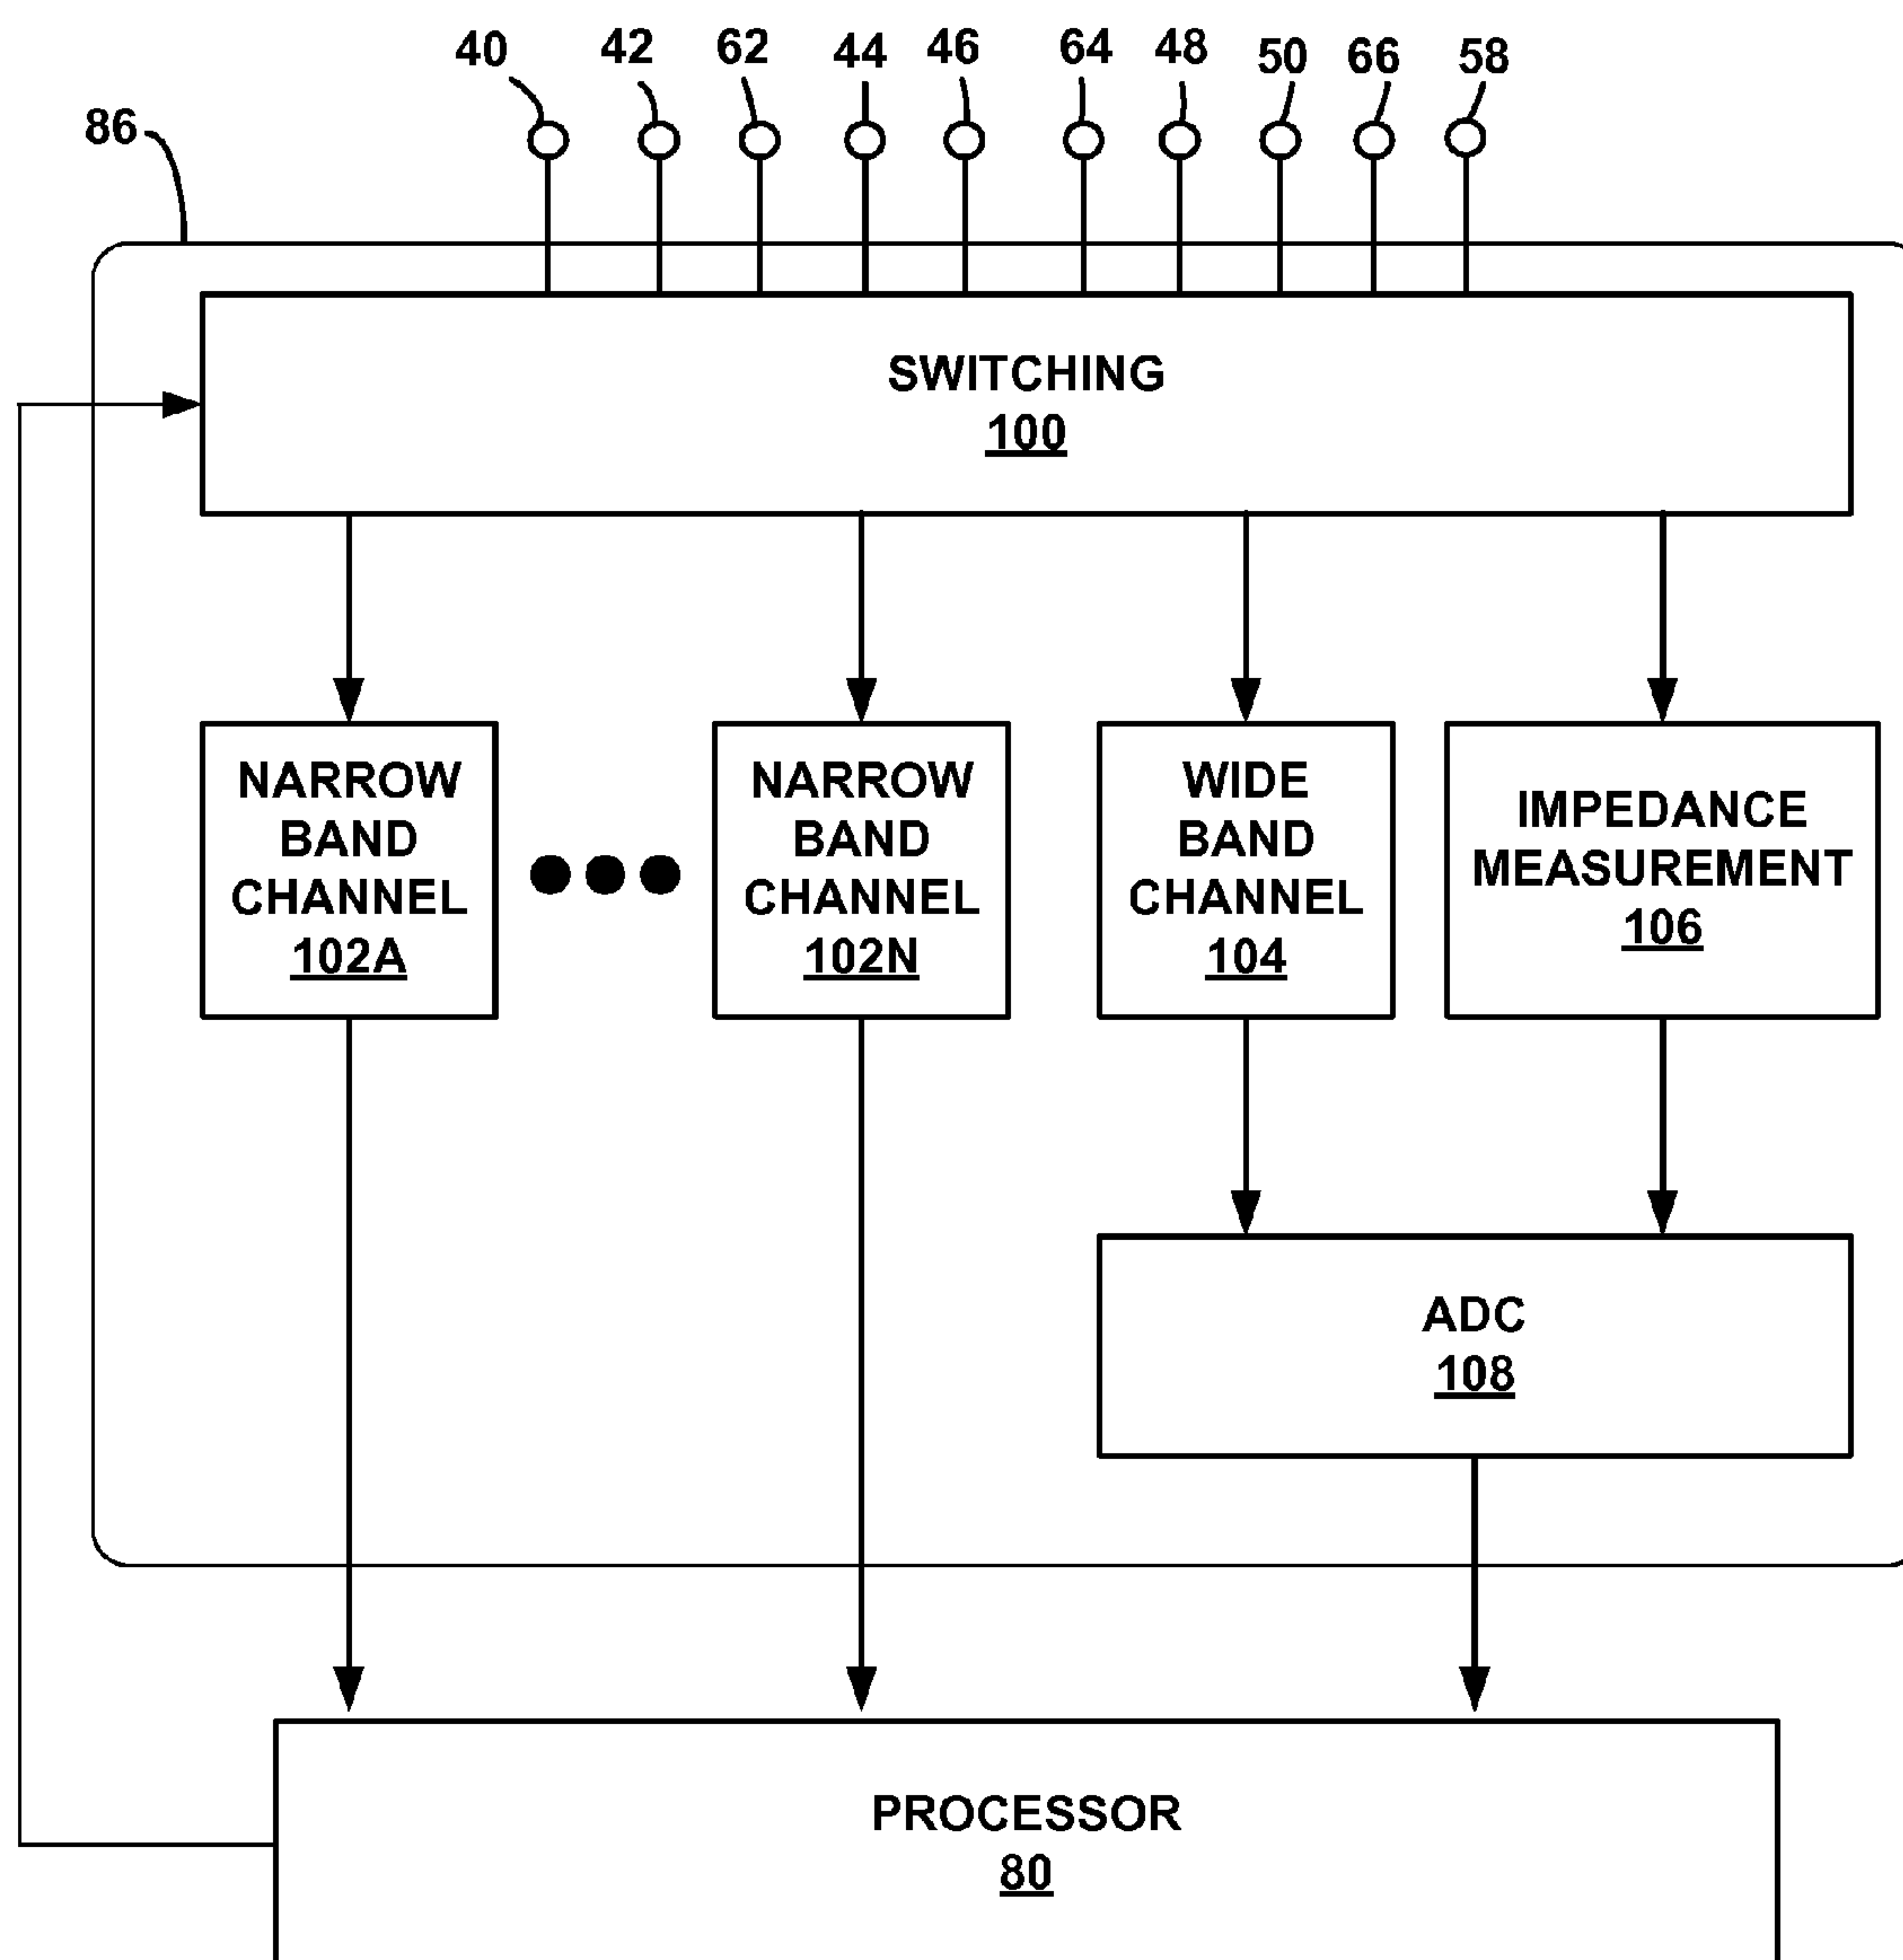 40 42 62 44 46 64 48 50 66 58
86
SWITCHING
100
NARROW
BAND
CHANNEL
102A
NARROW
BAND
CHANNEL
102N
WIDE
BAND
CHANNEL
104
IMPEDANCE
MEASUREMENT
106
ADC
108
PROCESSOR
80